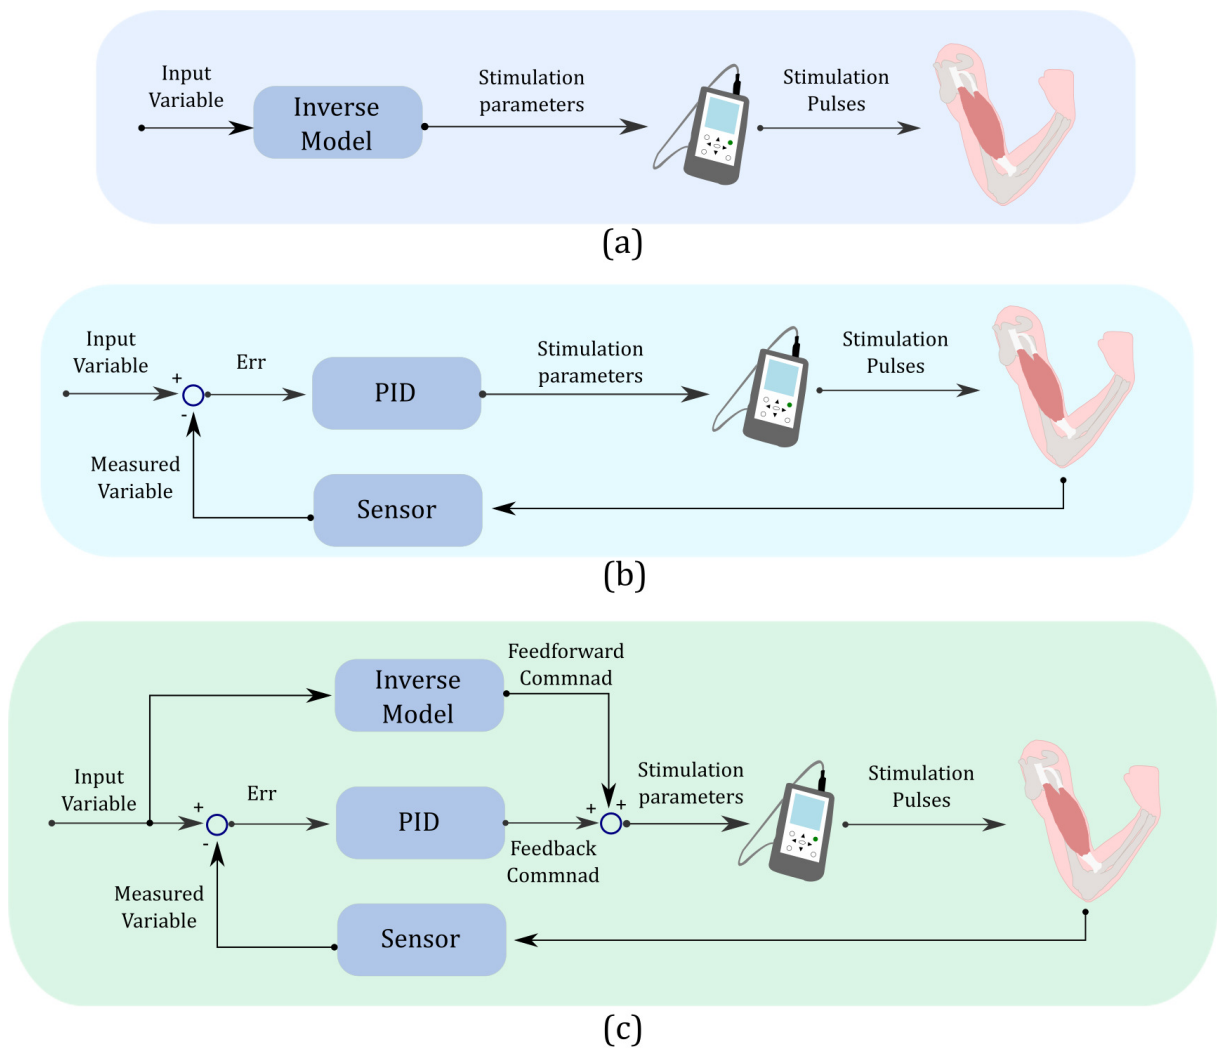 Input
Variable
Inverse
Model
Stimulation
parameters
Stimulation
Pulses
(a)
Input
Variable
+
-
Err
PID
Stimulation
parameters
Stimulation
Pulses
Measured
Variable
Sensor
(b)
Feedforward
Commnad
Inverse
Model
Input
Variable
+
-
Err
PID
+
+
Feedback
Commnad
Stimulation
parameters
Stimulation
Pulses
Measured
Variable
Sensor
(c)